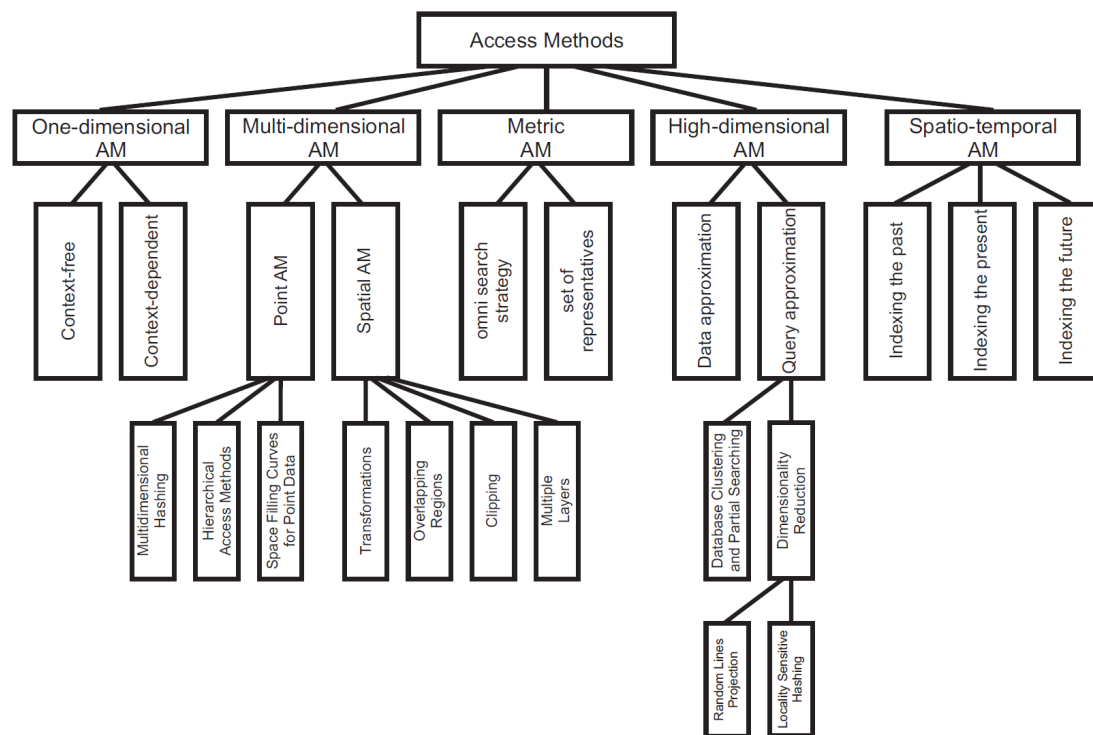 Access Methods
One-dimensional
AM
Multi-dimensional
AM
Metric
AM
High-dimensional
AM
Spatio-temporal
AM
Context-free
Context-dependent
Point AM
Spatial AM
omni search
strategy
set of
representatives
Data approximation
Query approximation
Indexing the past
Indexing the present
Indexing the future
Multidimensional
Hashing
Hierarchical
Access Methods
Space Filling Curves
for Point Data
Transformations
Overlapping
Regions
Clipping
Multiple
Layers
Database Clustering
and Partial Searching
Dimensionality
Reduction
Random Lines
Projection
Locality Sensitive
Hashing